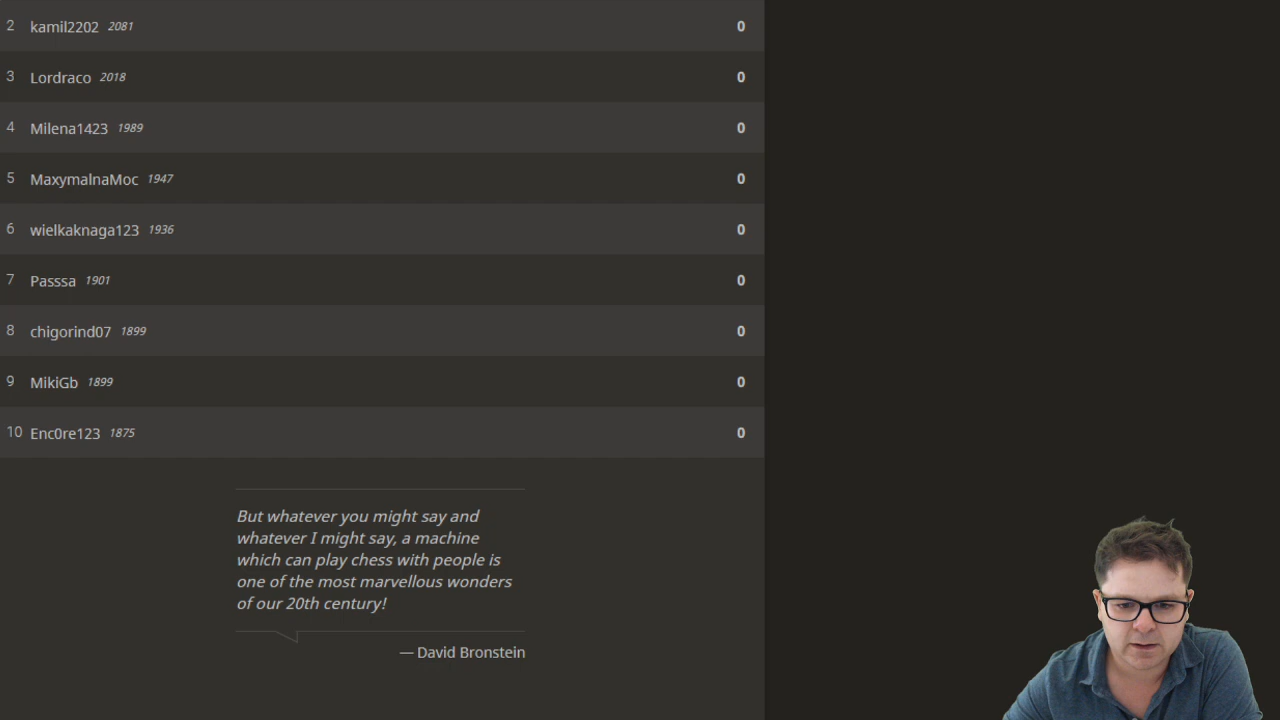 2 kamil2202 2081 0
3 Lordraco 2018 0
4 Milena1423 1989 0
5 MaxymalnaMoc 1947 0
6 wielkaknaga123 1936 0
7 Passsa 1901 0
8 chigorind07 1899 0
9 MikiGb 1899 0
10 Enc0re123 1875 0
But whatever you might say and
whatever I might say, a machine
which can play chess with people is
one of the most marvellous wonders
of our 20th century!
— David Bronstein